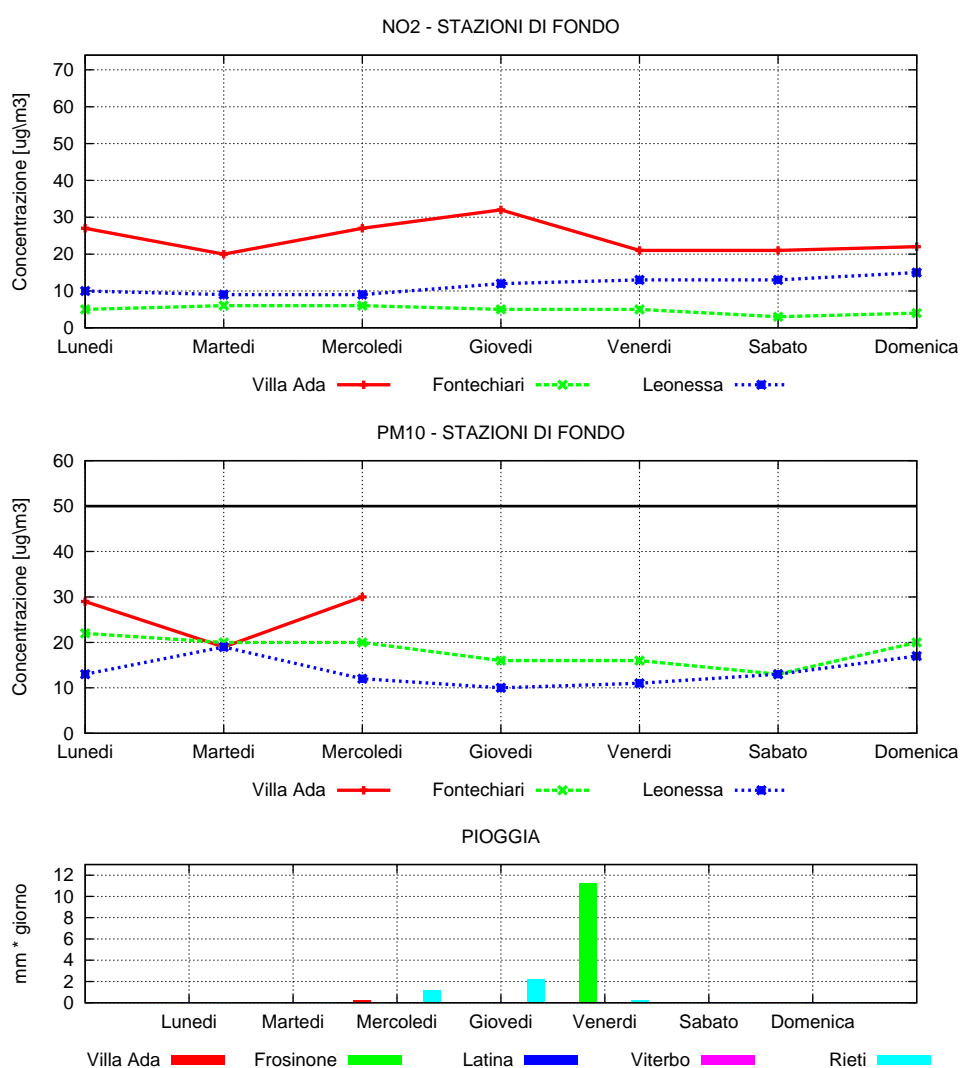 NO2 - STAZIONI DI FONDO
Concentrazione [ug\m3]
70
60
50
40
30
20
10
0
Lunedi Martedi Mercoledi Giovedi Venerdi Sabato Domenica
Villa Ada Fontechiari Leonessa
PM10 - STAZIONI DI FONDO
Concentrazione [ug\m3]
60
50
40
30
20
10
0
Lunedi Martedi Mercoledi Giovedi Venerdi Sabato Domenica
Villa Ada Fontechiari Leonessa
PIOGGIA
mm * giorno
12
10
8
6
4
2
0
Lunedi Martedi Mercoledi Giovedi Venerdi Sabato Domenica
Villa Ada Frosinone Latina Viterbo Rieti